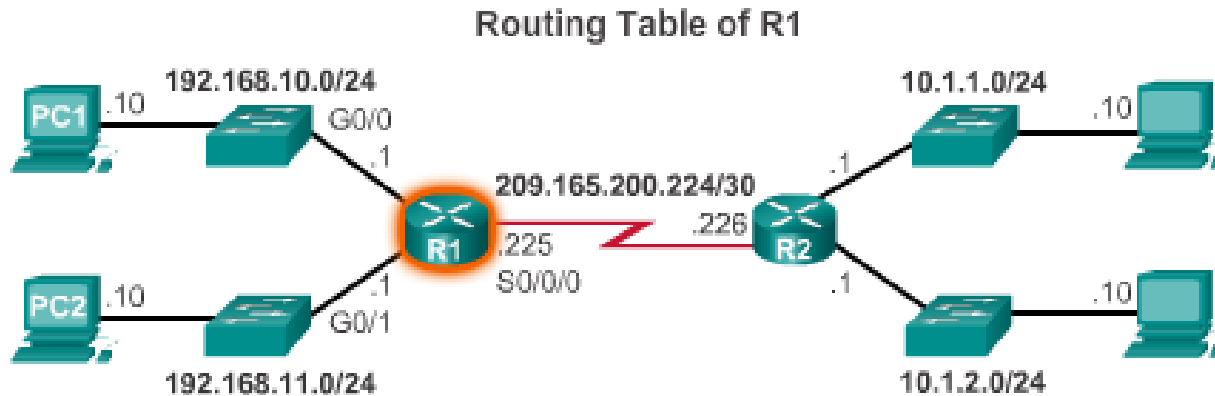 Routing Table of R1
192.168.10.0/24
10.1.1.0/24
PC1
.10
G0/0
.10
.1
.1
209.165.200.224/30
R1
.225
.226
R2
S0/0/0
PC2
.10
.1
G0/1
.1
.10
192.168.11.0/24
10.1.2.0/24